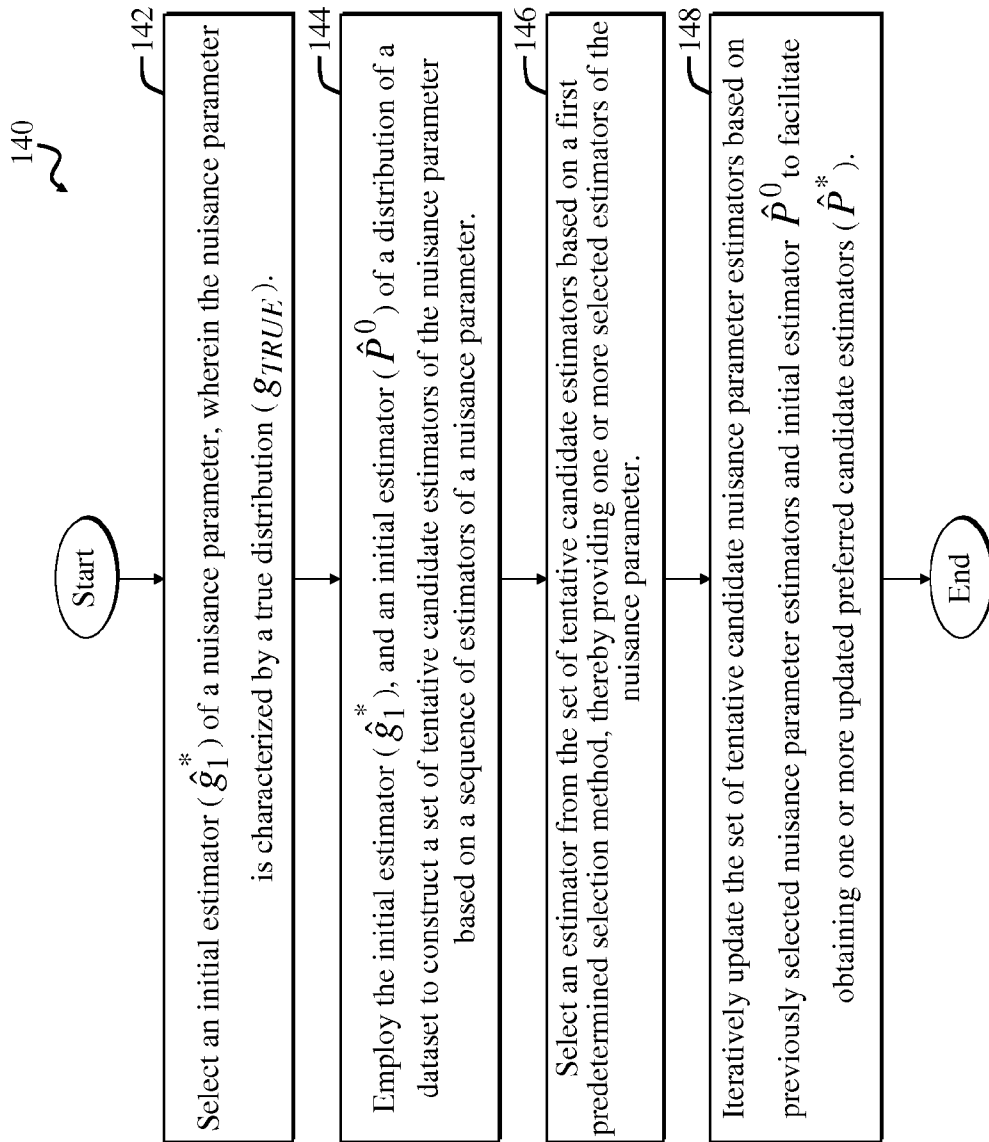 140
Start
142
Select an initial estimator (ĝ₁*) of a nuisance parameter, wherein the nuisance parameter
is characterized by a true distribution (g_TRUE).
144
Employ the initial estimator (ĝ₁*), and an initial estimator (P̂⁰) of a distribution of a
dataset to construct a set of tentative candidate estimators of the nuisance parameter
based on a sequence of estimators of a nuisance parameter.
146
Select an estimator from the set of tentative candidate estimators based on a first
predetermined selection method, thereby providing one or more selected estimators of the
nuisance parameter.
148
Iteratively update the set of tentative candidate nuisance parameter estimators based on
previously selected nuisance parameter estimators and initial estimator P̂⁰ to facilitate
obtaining one or more updated preferred candidate estimators (P̂*).
End